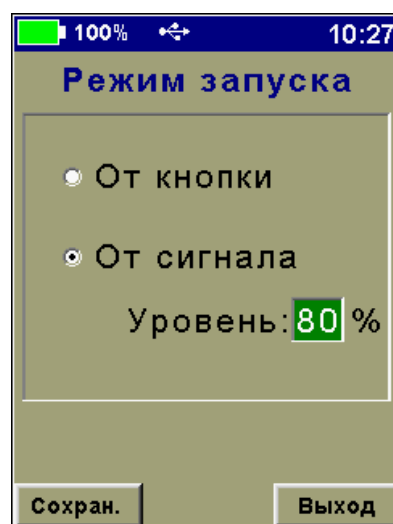 100% 10:27
Режим запуска
От кнопки
От сигнала
Уровень: 80 %
Сохран. Выход